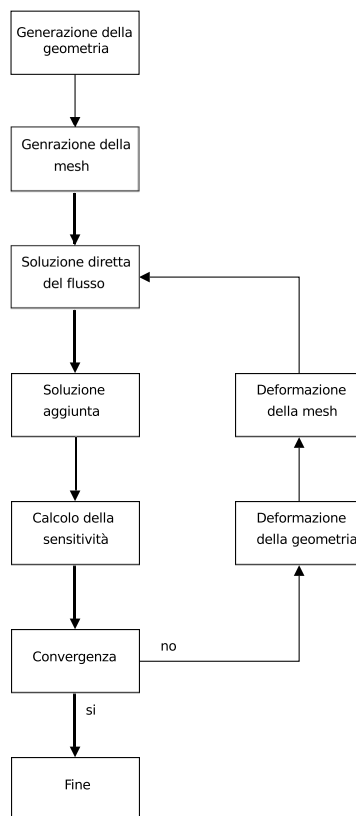 Generazione della
geometria
Genrazione della
mesh
Soluzione diretta
del flusso
Soluzione
aggiunta
Deformazione
della mesh
Calcolo della
sensitività
Deformazione
della geometria
Convergenza
no
si
Fine